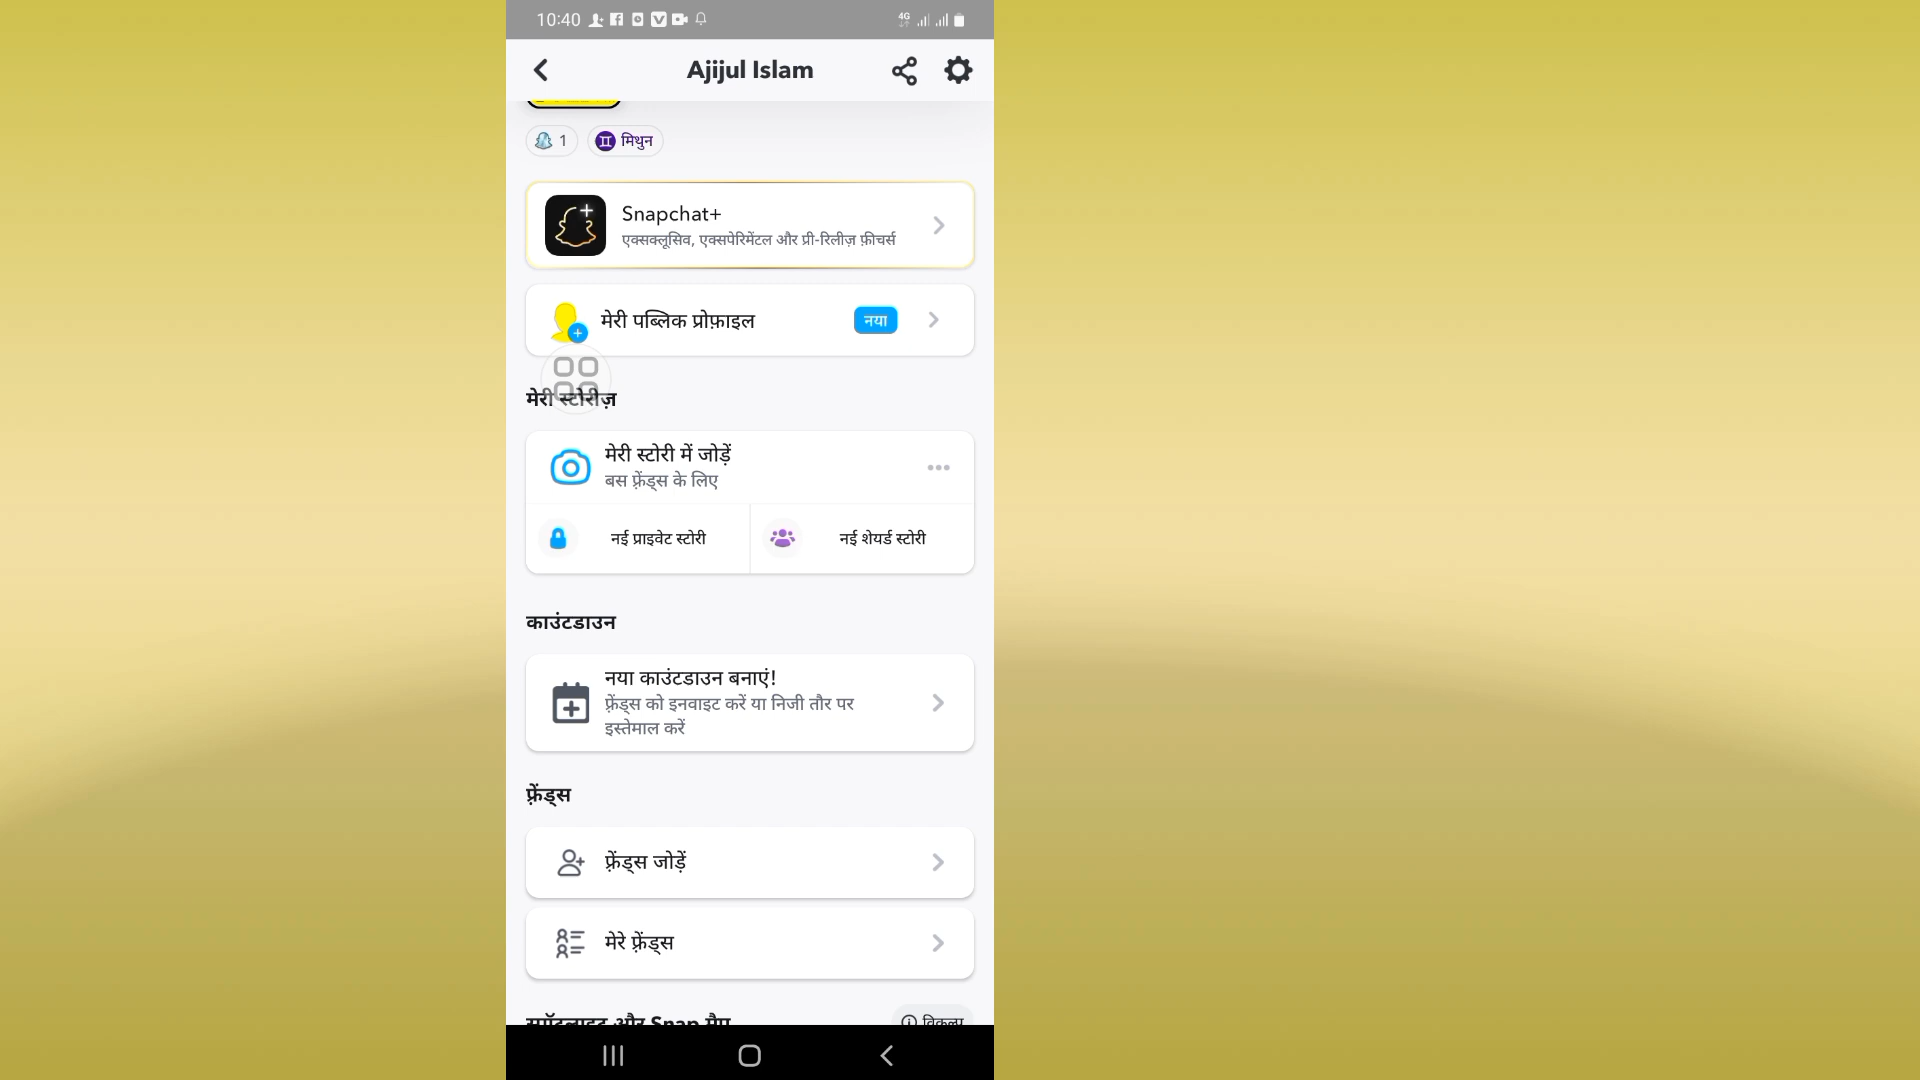 10:40
4G
Ajijul Islam
1
मिथुन
Snapchat+
एक्सक्लूसिव, एक्सपेरिमेंटल और प्री-रिलीज़ फ़ीचर्स
मेरी पब्लिक प्रोफ़ाइल
नया
मेरी स्टोरीज़
मेरी स्टोरी में जोड़ें
बस फ़्रेंड्स के लिए
नई प्राइवेट स्टोरी
नई शेयर्ड स्टोरी
काउंटडाउन
नया काउंटडाउन बनाएं!
फ़्रेंड्स को इनवाइट करें या निजी तौर पर
इस्तेमाल करें
फ़्रेंड्स
फ़्रेंड्स जोड़ें
मेरे फ़्रेंड्स
स्पॉटलाइट और Snap मैप
विकल्प